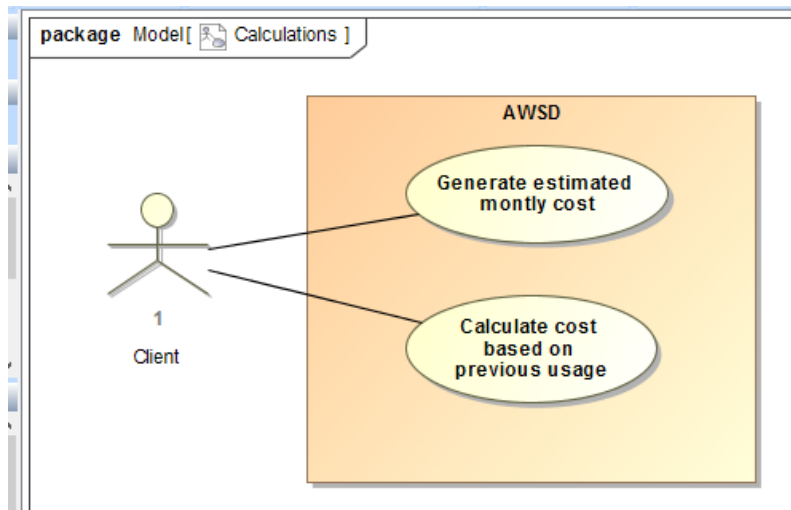 package Model[ Calculations ]
AWSD
Generate estimated
montly cost
1
Client
Calculate cost
based on
previous usage